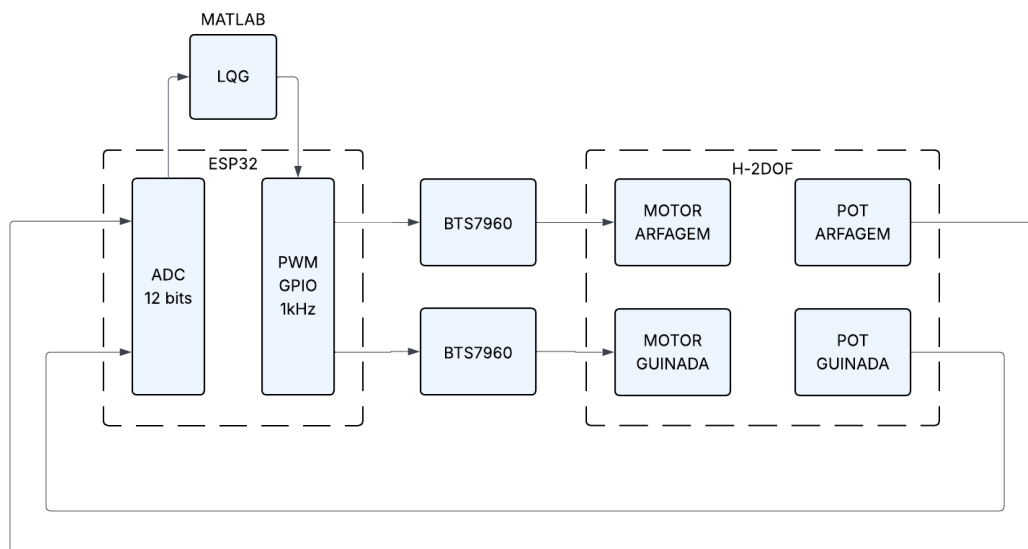 MATLAB
LQG
ESP32
ADC
12 bits
PWM
GPIO
1kHz
BTS7960
BTS7960
H-2DOF
MOTOR
ARFAGEM
POT
ARFAGEM
MOTOR
GUINADA
POT
GUINADA